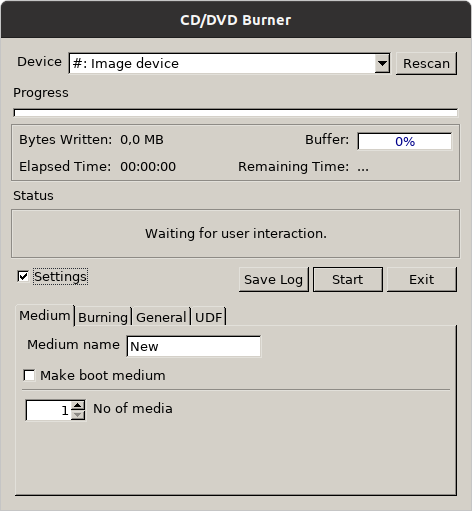 CD/DVD Burner
Device #: Image device Rescan
Progress
Bytes Written: 0,0 MB Buffer: 0%
Elapsed Time: 00:00:00 Remaining Time: ...
Status
Waiting for user interaction.
Settings Save Log Start Exit
Medium Burning General UDF
Medium name New
Make boot medium
1 No of media